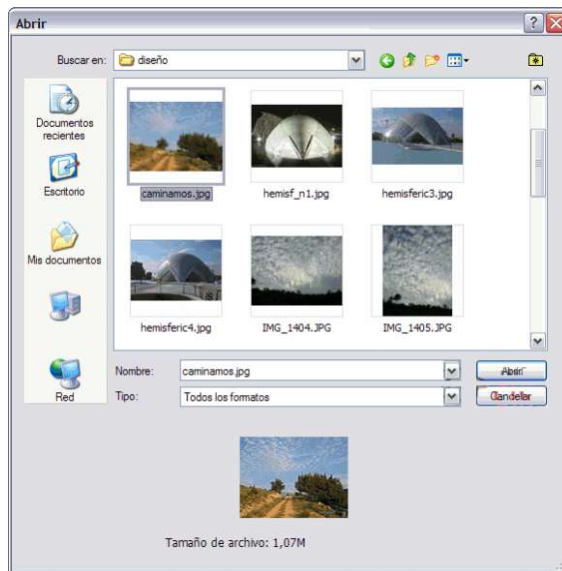 Abrir
Buscar en:
diseño
Documentos
recientes
Escritorio
Mis documentos
Red
caminamos.jpg
hemisf_n1.jpg
hemisferic3.jpg
hemisferic4.jpg
IMG_1404.JPG
IMG_1405.JPG
Nombre:
caminamos.jpg
Abrir
Tipo:
Todos los formatos
Cancelar
Tamaño de archivo: 1,07M